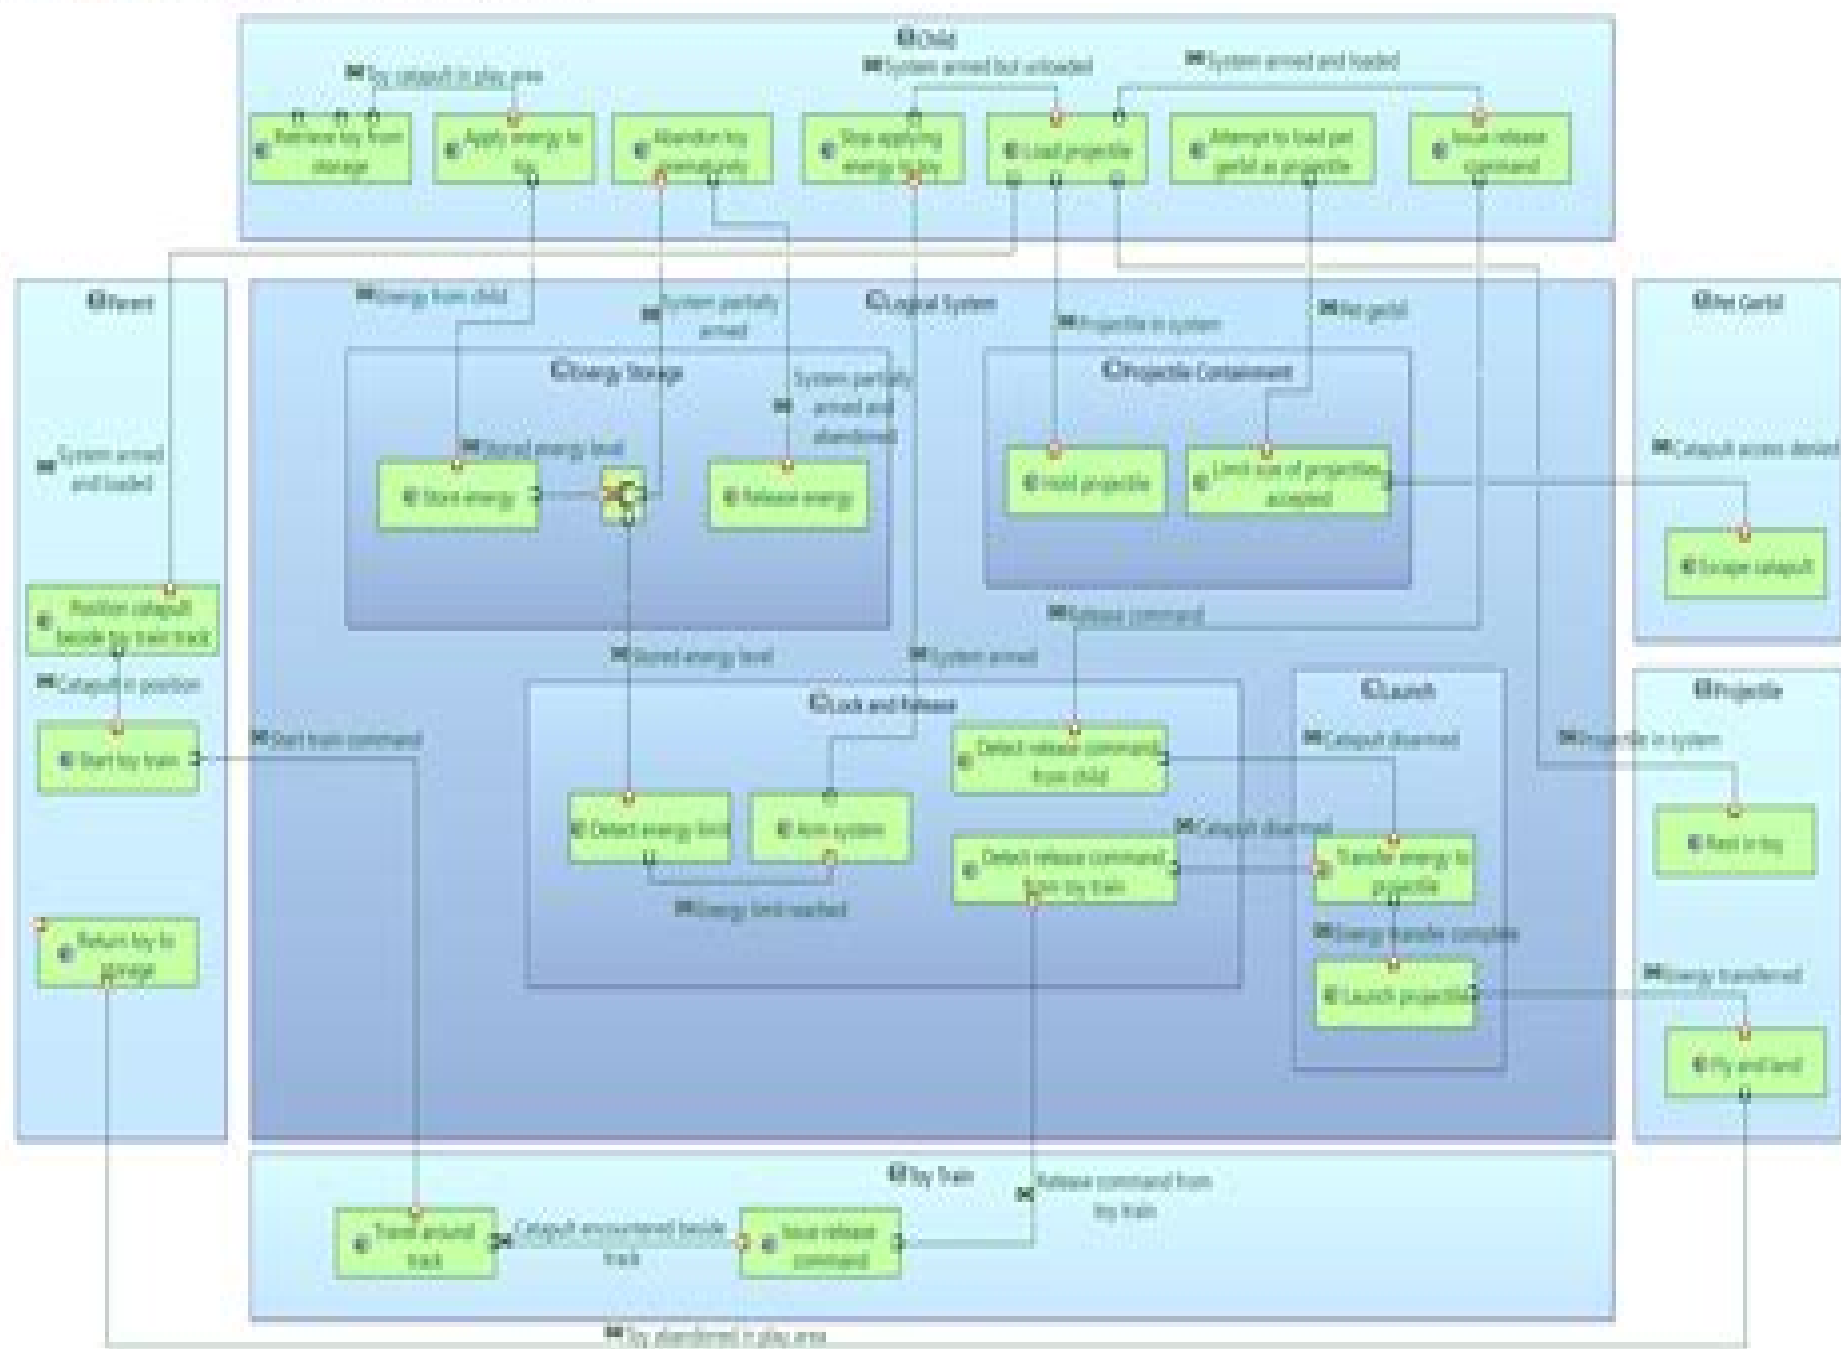 Child
Toy catapult in play area
System armed but unloaded
System armed and loaded
Retrieve toy from
storage
Apply energy to
toy
Abandon toy
prematurely
Stop applying
energy to toy
Load projectile
Attempt to load pet
gerbil as projectile
Issue release
command
Parent
Energy from child
System partially
armed
Logical System
Projectile in system
Pet gerbil
Pet Gerbil
Energy Storage
System partially
armed and
abandoned
Projectile Containment
System armed
and loaded
Stored energy level
Catapult access denied
Store energy
Release energy
Hold projectile
Limit size of projectiles
accepted
Escape catapult
Position catapult
beside toy train track
Release command
Stored energy level
System armed
Catapult in position
Lock and Release
Launch
Projectile
Start toy train
Start train command
Detect release command
from child
Catapult disarmed
Projectile in system
Detect energy limit
Arm system
Catapult disarmed
Detect release command
from toy train
Transfer energy to
projectile
Rest in toy
Energy limit reached
Energy transfer complete
Return toy to
storage
Launch projectile
Energy transferred
Fly and land
Toy Train
Release command from
toy train
Travel around
track
Catapult encountered beside
track
Issue release
command
Toy abandoned in play area